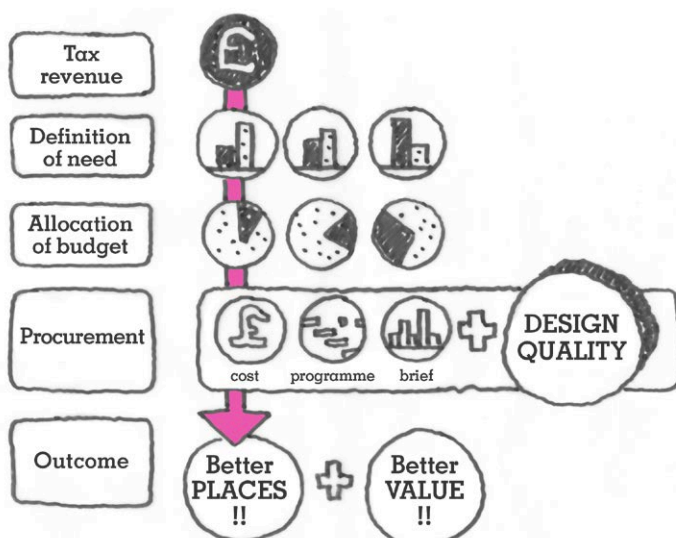 Tax
revenue
£
Definition
of need
Allocation
of budget
Procurement
£
cost
programme
brief
+
DESIGN
QUALITY
Outcome
Better
PLACES
!!
+
Better
VALUE
!!